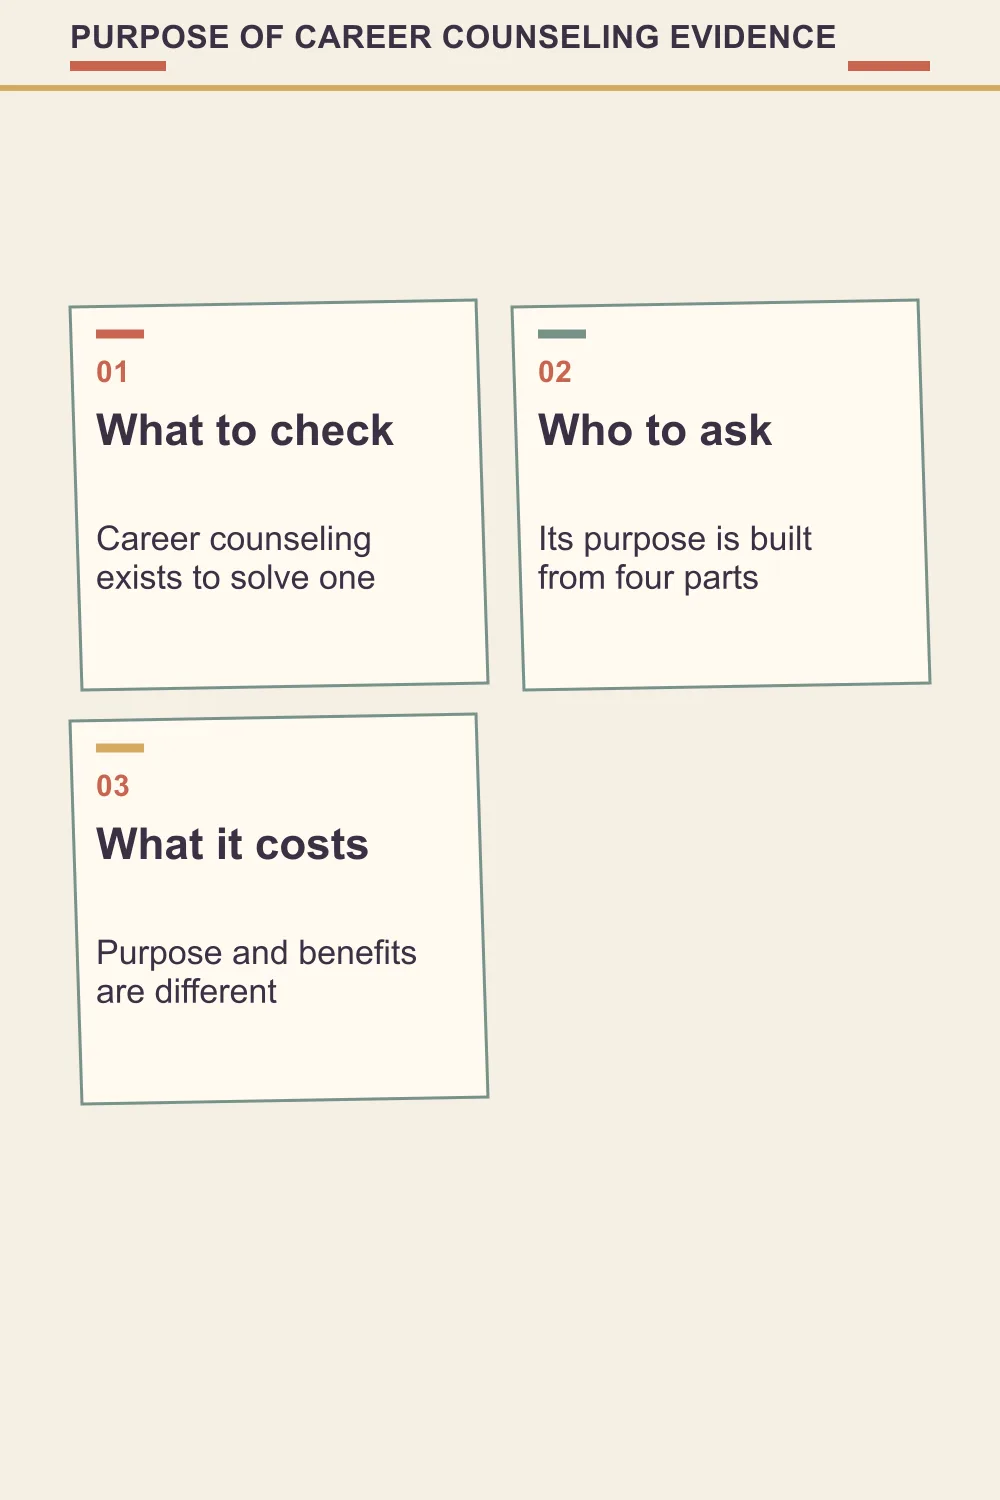 PURPOSE OF CAREER COUNSELING EVIDENCE
01
What to check
Career counseling
exists to solve one
02
Who to ask
Its purpose is built
from four parts
03
What it costs
Purpose and benefits
are different